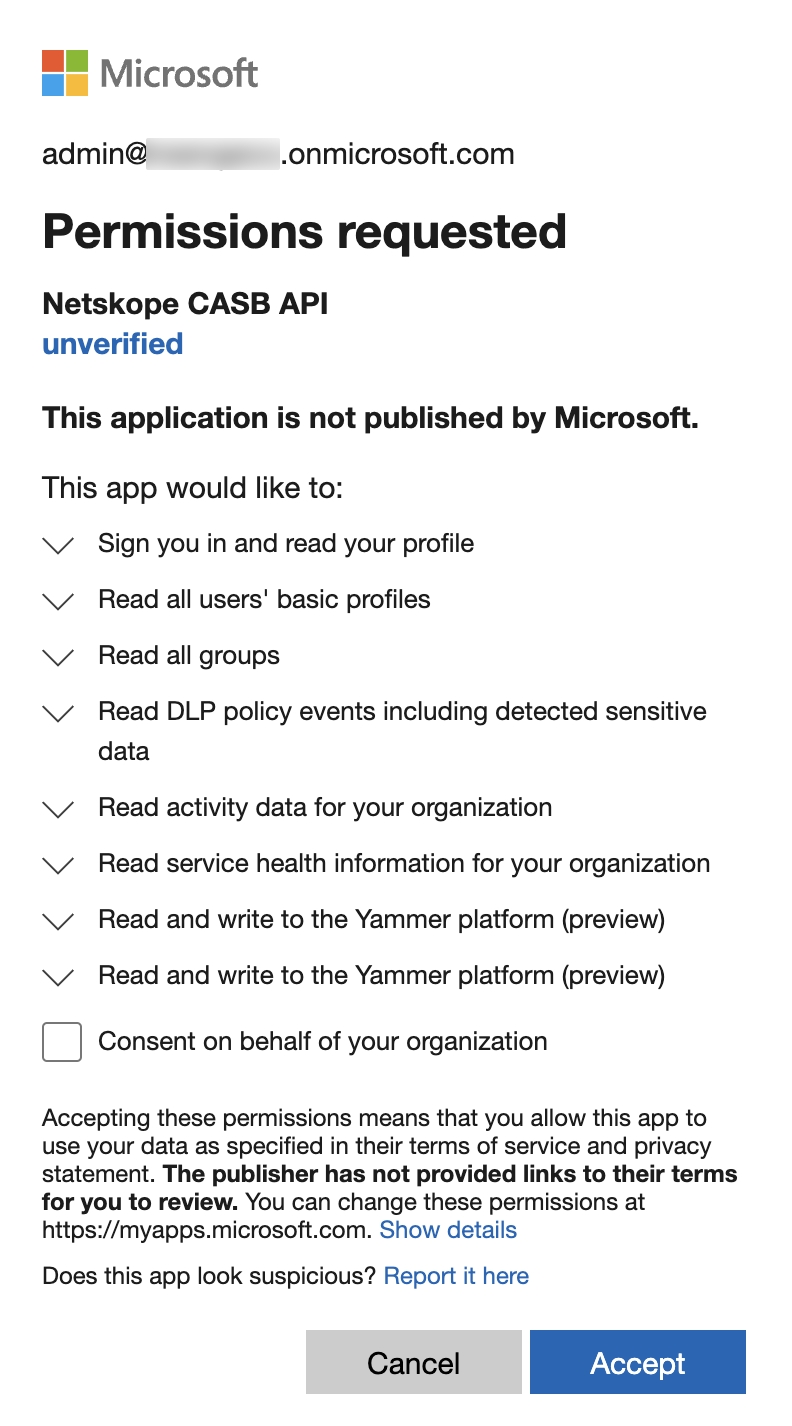 Microsoft
admin@ .onmicrosoft.com
Permissions requested
Netskope CASB API
unverified
This application is not published by Microsoft.
This app would like to:
Sign you in and read your profile
Read all users' basic profiles
Read all groups
Read DLP policy events including detected sensitive
data
Read activity data for your organization
Read service health information for your organization
Read and write to the Yammer platform (preview)
Read and write to the Yammer platform (preview)
Consent on behalf of your organization
Accepting these permissions means that you allow this app to
use your data as specified in their terms of service and privacy
statement. The publisher has not provided links to their terms
for you to review. You can change these permissions at
https://myapps.microsoft.com. Show details
Does this app look suspicious? Report it here
Cancel Accept